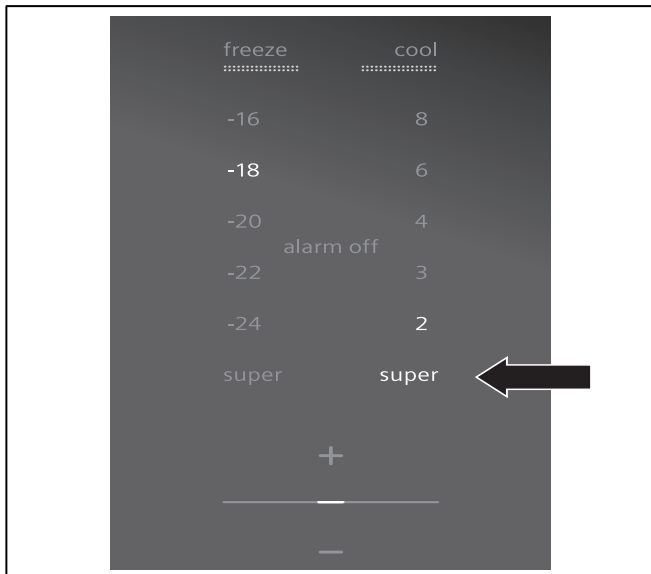 freeze cool
-16 8
-18 6
-20 4
alarm off
-22 3
-24 2
super super
+
—